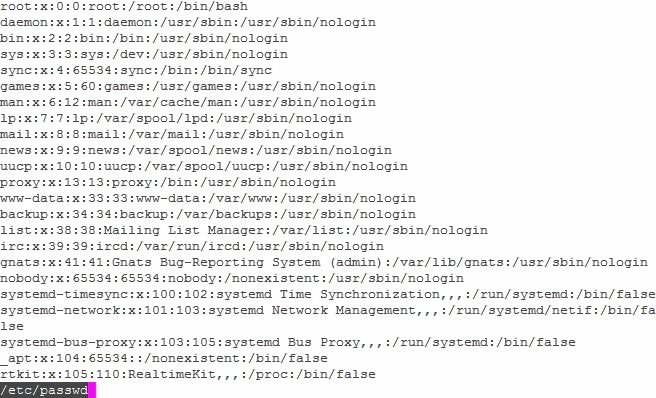 root:x:0:0:root:/root:/bin/bash
daemon:x:1:1:daemon:/usr/sbin:/usr/sbin/nologin
bin:x:2:2:bin:/bin:/usr/sbin/nologin
sys:x:3:3:sys:/dev:/usr/sbin/nologin
sync:x:4:65534:sync:/bin:/bin/sync
games:x:5:60:games:/usr/games:/usr/sbin/nologin
man:x:6:12:man:/var/cache/man:/usr/sbin/nologin
lp:x:7:7:lp:/var/spool/lpd:/usr/sbin/nologin
mail:x:8:8:mail:/var/mail:/usr/sbin/nologin
news:x:9:9:news:/var/spool/news:/usr/sbin/nologin
uucp:x:10:10:uucp:/var/spool/uucp:/usr/sbin/nologin
proxy:x:13:13:proxy:/bin:/usr/sbin/nologin
www-data:x:33:33:www-data:/var/www:/usr/sbin/nologin
backup:x:34:34:backup:/var/backups:/usr/sbin/nologin
list:x:38:38:Mailing List Manager:/var/list:/usr/sbin/nologin
irc:x:39:39:ircd:/var/run/ircd:/usr/sbin/nologin
gnats:x:41:41:Gnats Bug-Reporting System (admin):/var/lib/gnats:/usr/sbin/nologin
nobody:x:65534:65534:nobody:/nonexistent:/usr/sbin/nologin
systemd-timesync:x:100:102:systemd Time Synchronization,,,:/run/systemd:/bin/false
systemd-network:x:101:103:systemd Network Management,,,:/run/systemd/netif:/bin/fa
lse
systemd-bus-proxy:x:103:105:systemd Bus Proxy,,,:/run/systemd:/bin/false
_apt:x:104:65534::/nonexistent:/bin/false
rtkit:x:105:110:RealtimeKit,,,:/proc:/bin/false
/etc/passwd